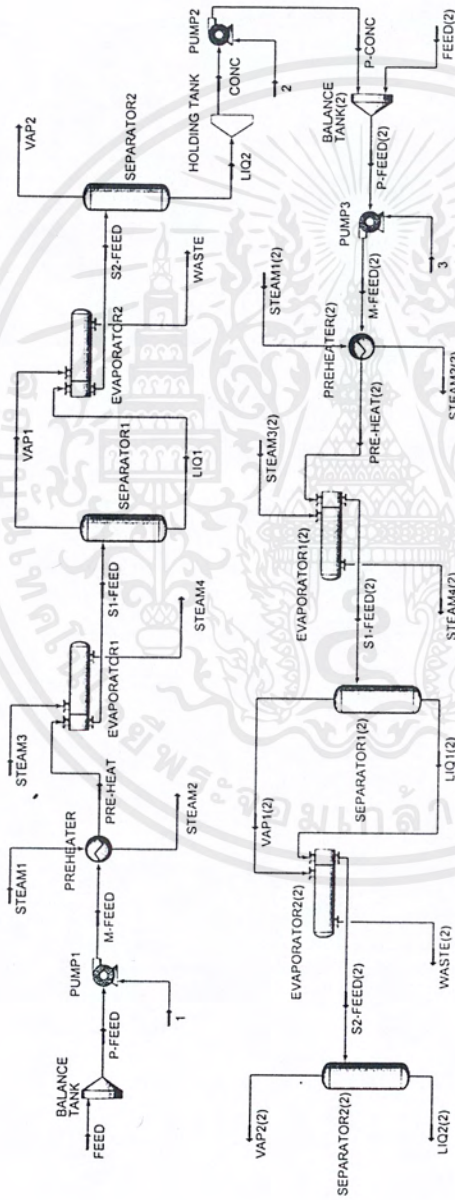 FEED
BALANCE
TANK
P-FEED
PUMP1
1
M-FEED
STEAM1
PREHEATER
STEAM2
PRE-HEAT
STEAM3
EVAPORATOR1
S1-FEED
STEAM4
VAP1
SEPARATOR1
LIQ1
EVAPORATOR2
S2-FEED
WASTE
VAP2
SEPARATOR2
LIQ2
HOLDING TANK
CONC
PUMP2
2
P-CONC
FEED(2)
BALANCE
TANK(2)
P-FEED(2)
PUMP3
3
M-FEED(2)
STEAM1(2)
PREHEATER(2)
STEAM2(2)
PRE-HEAT(2)
STEAM3(2)
EVAPORATOR1(2)
S1-FEED(2)
STEAM4(2)
VAP1(2)
SEPARATOR1(2)
LIQ1(2)
EVAPORATOR2(2)
S2-FEED(2)
WASTE(2)
VAP2(2)
SEPARATOR2(2)
LIQ2(2)